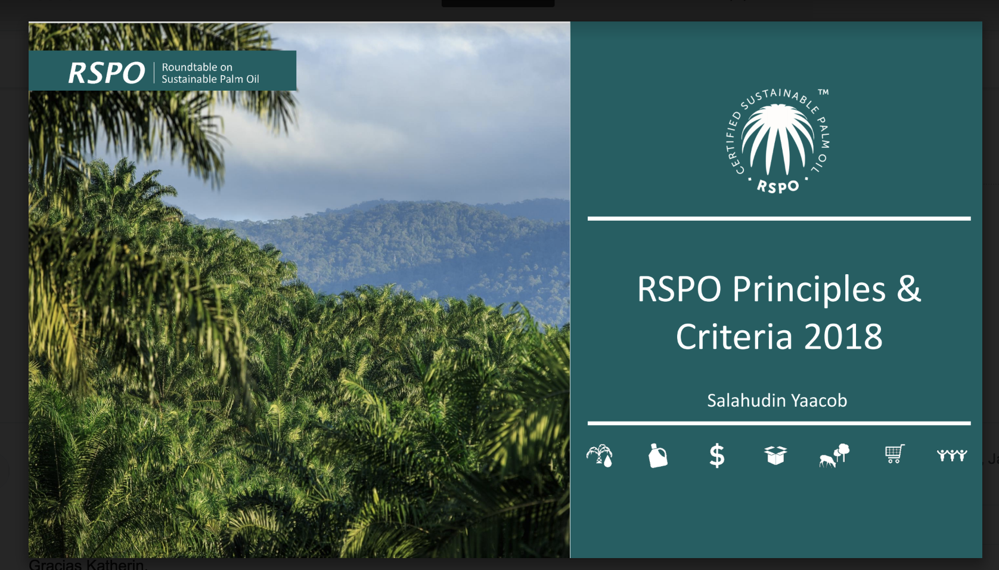 RSPO
Roundtable on
Sustainable Palm Oil
CERTIFIED SUSTAINABLE PALM OIL
TM
· RSPO ·
RSPO Principles &
Criteria 2018
Salahudin Yaacob
$
Gracias Katherin,